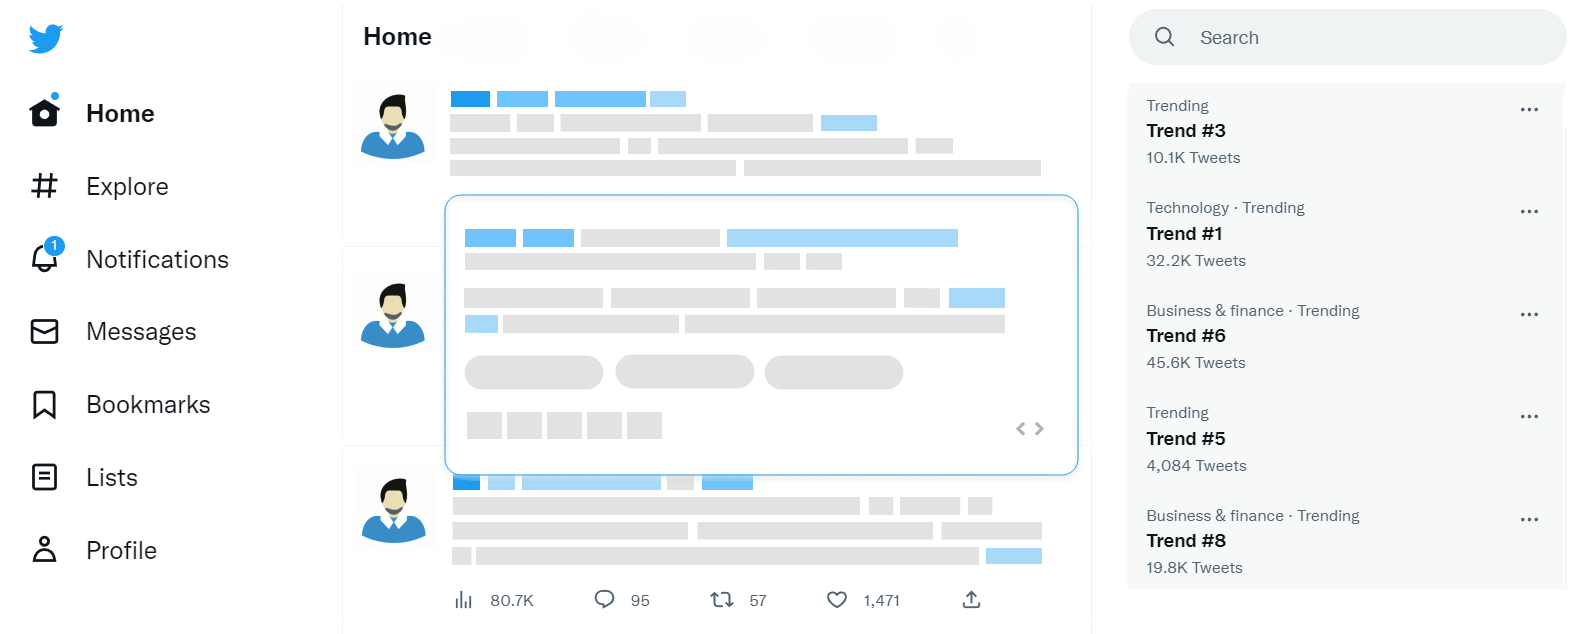 Home
Explore
1
Notifications
Messages
Bookmarks
Lists
Profile
Home
80.7K
95
57
1,471
Search
Trending
Trend #3
10.1K Tweets
Technology · Trending
Trend #1
32.2K Tweets
Business & finance · Trending
Trend #6
45.6K Tweets
Trending
Trend #5
4,084 Tweets
Business & finance · Trending
Trend #8
19.8K Tweets